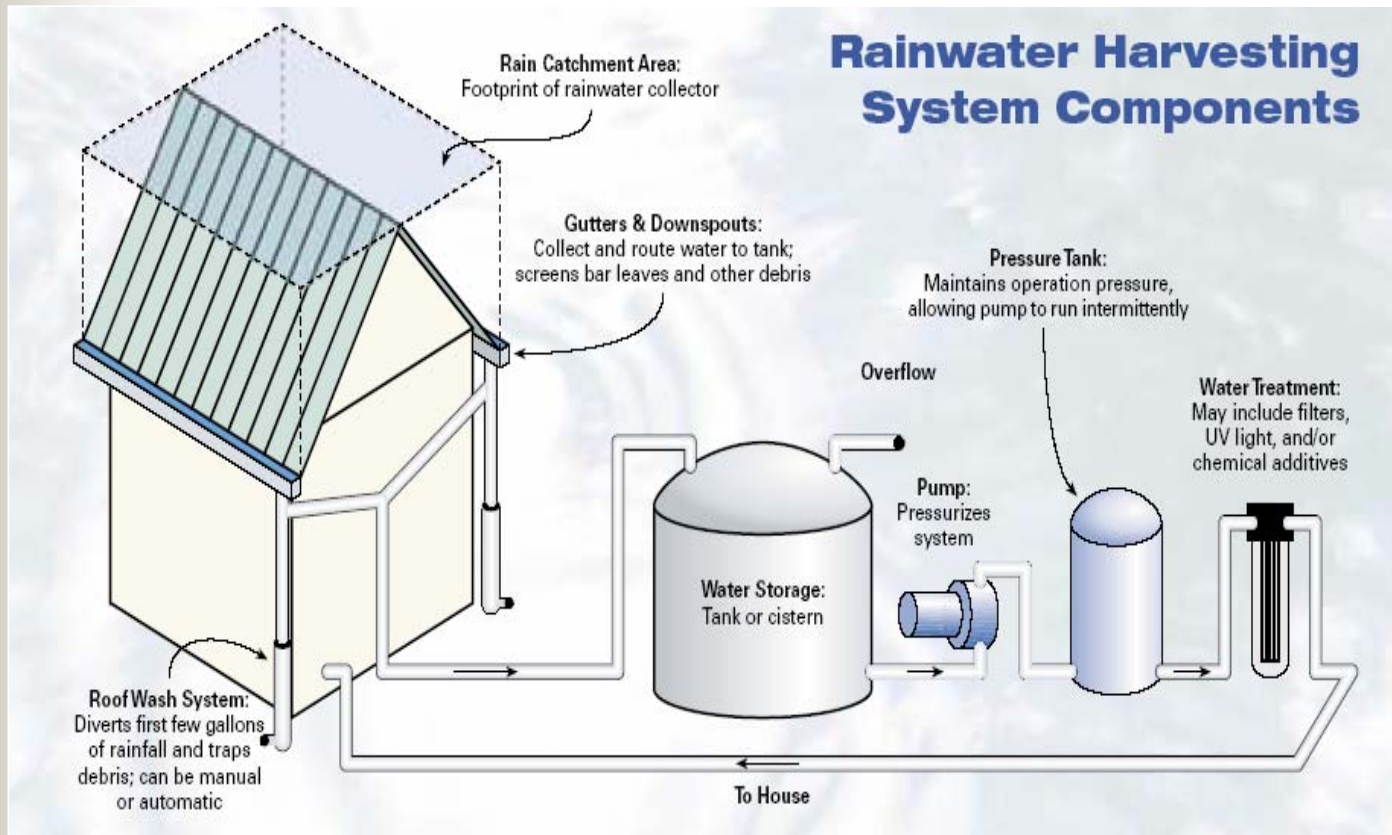 Rainwater Harvesting
System Components
Rain Catchment Area:
Footprint of rainwater collector
Gutters & Downspouts:
Collect and route water to tank;
screens bar leaves and other debris
Pressure Tank:
Maintains operation pressure,
allowing pump to run intermittently
Overflow
Water Treatment:
May include filters,
UV light, and/or
chemical additives
Pump:
Pressurizes
system
Water Storage:
Tank or cistern
Roof Wash System:
Diverts first few gallons
of rainfall and traps
debris; can be manual
or automatic
To House